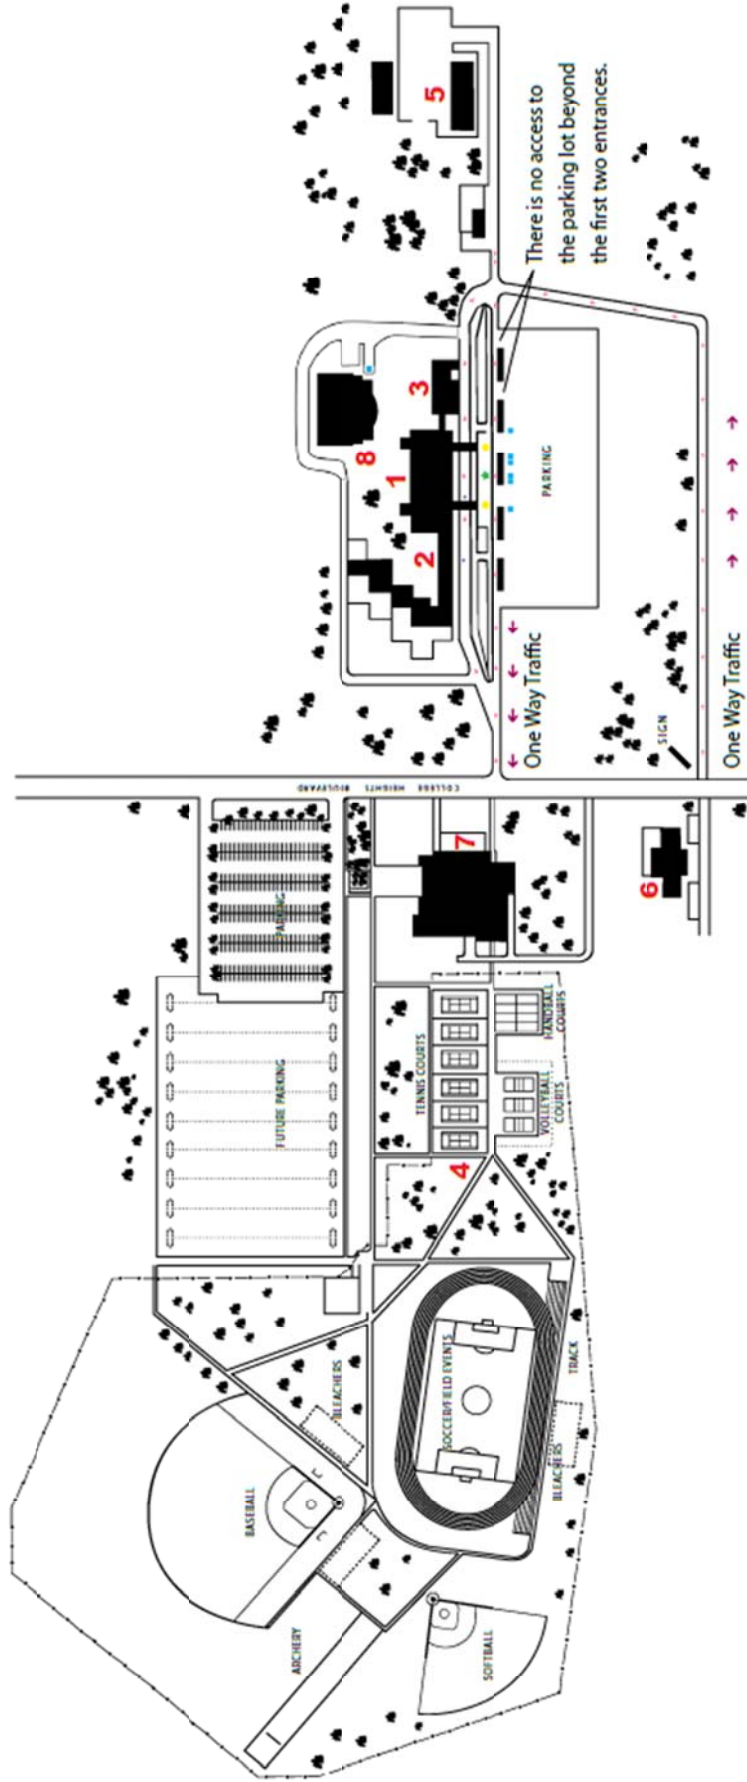 5
There is no access to
the parking lot beyond
the first two entrances.
3
8
1
2
PARKING
One Way Traffic
One Way Traffic
SIGN
COLLEGE HEIGHTS BLULEVARD
7
6
PARKING
FUTURE PARKING
TENNIS COURTS
HANDBALL
COURTS
VOLLEYBALL
COURTS
4
BLEACHERS
SOCCER/FIELD EVENTS
TRACK
BLEACHERS
BASEBALL
ARCHERY
SOFTBALL